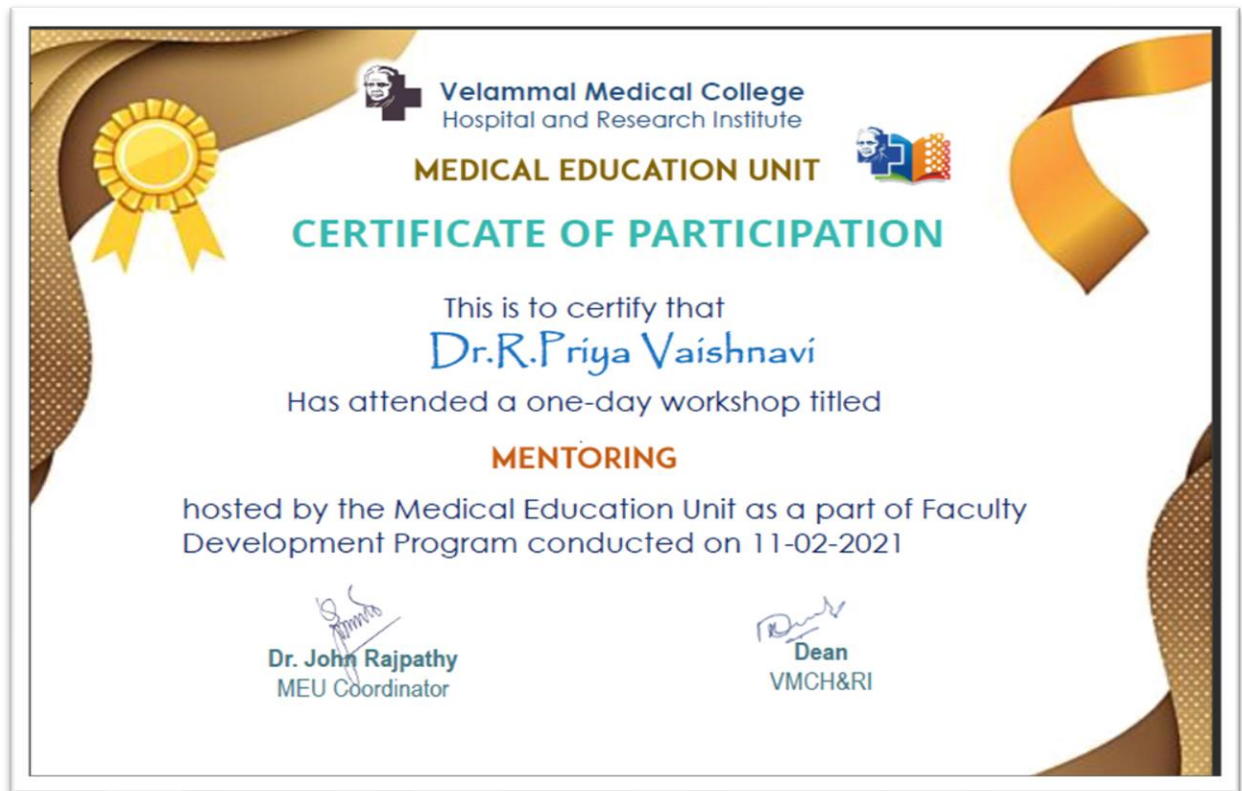 Velammal Medical College
Hospital and Research Institute
MEDICAL EDUCATION UNIT
CERTIFICATE OF PARTICIPATION
This is to certify that
Dr.R.Priya Vaishnavi
Has attended a one-day workshop titled
MENTORING
hosted by the Medical Education Unit as a part of Faculty
Development Program conducted on 11-02-2021
Dr. John Rajpathy
MEU Coordinator
Dean
VMCH&RI